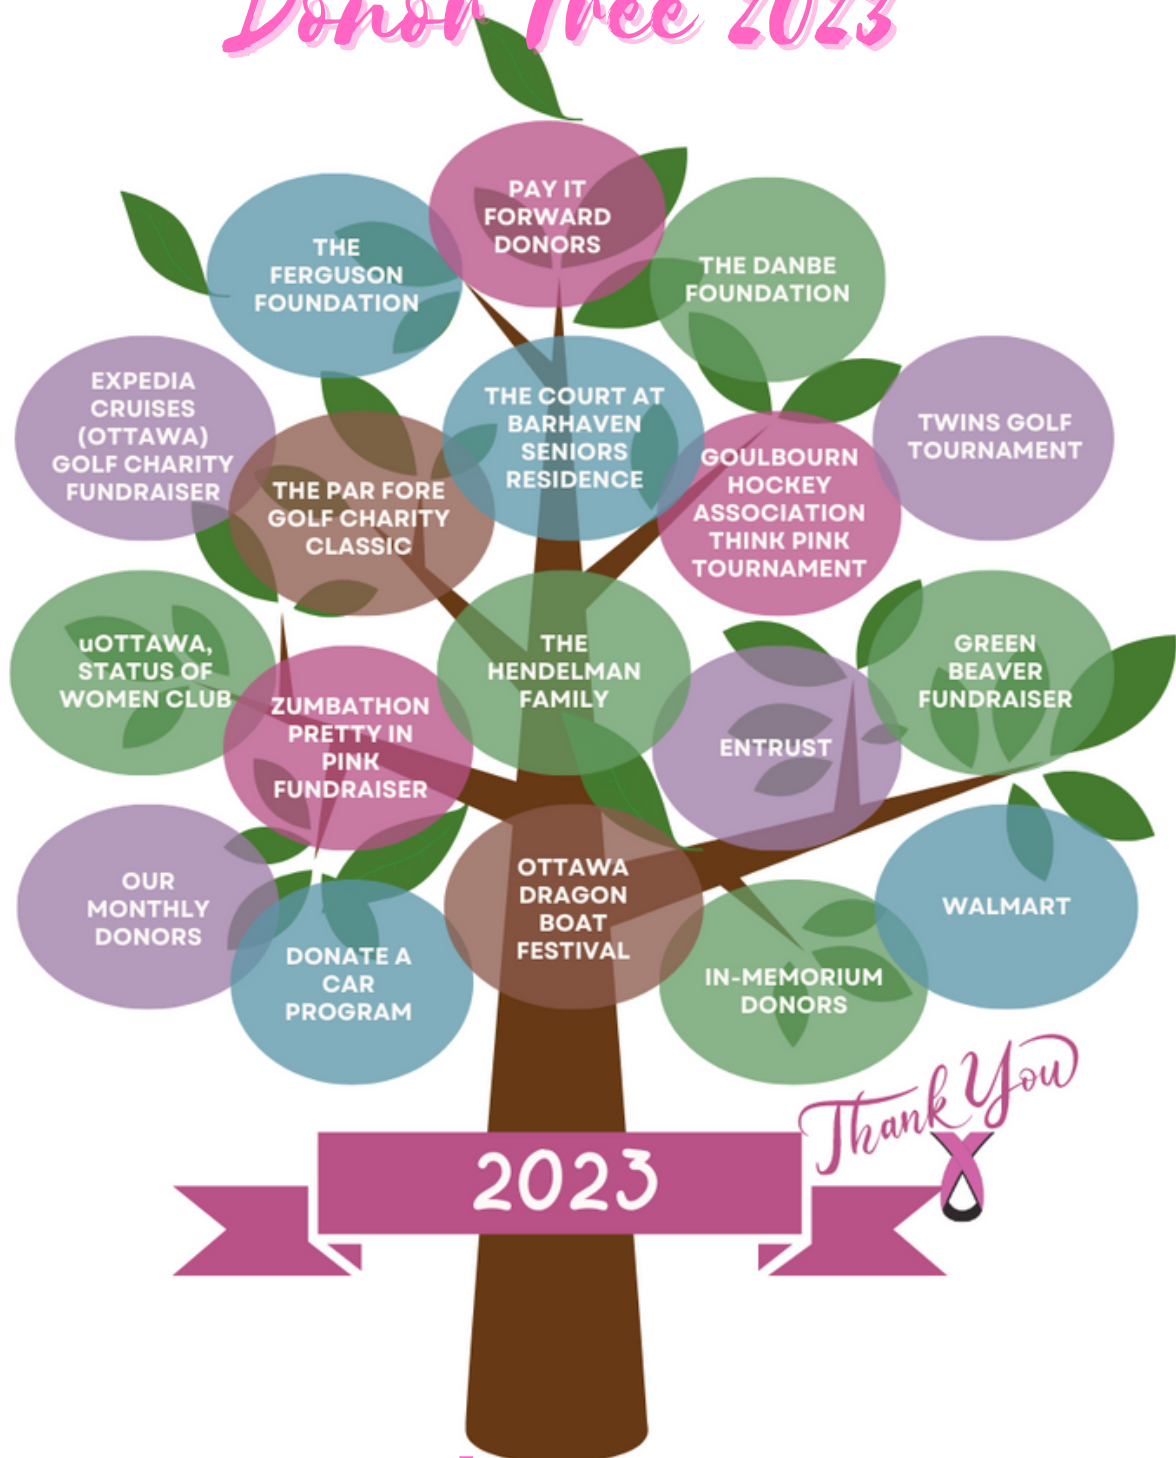 Donor Tree 2023
PAY IT
FORWARD
DONORS
THE
FERGUSON
FOUNDATION
THE DANBE
FOUNDATION
EXPEDIA
CRUISES
(OTTAWA)
GOLF CHARITY
FUNDRAISER
THE COURT AT
BARHAVEN
SENIORS
RESIDENCE
TWINS GOLF
TOURNAMENT
THE PAR FORE
GOLF CHARITY
CLASSIC
GOULBOURN
HOCKEY
ASSOCIATION
THINK PINK
TOURNAMENT
uOTTAWA,
STATUS OF
WOMEN CLUB
THE
HENDELMAN
FAMILY
GREEN
BEAVER
FUNDRAISER
ZUMBATHON
PRETTY IN
PINK
FUNDRAISER
ENTRUST
OUR
MONTHLY
DONORS
OTTAWA
DRAGON
BOAT
FESTIVAL
WALMART
DONATE A
CAR
PROGRAM
IN-MEMORIUM
DONORS
Thank You
2023